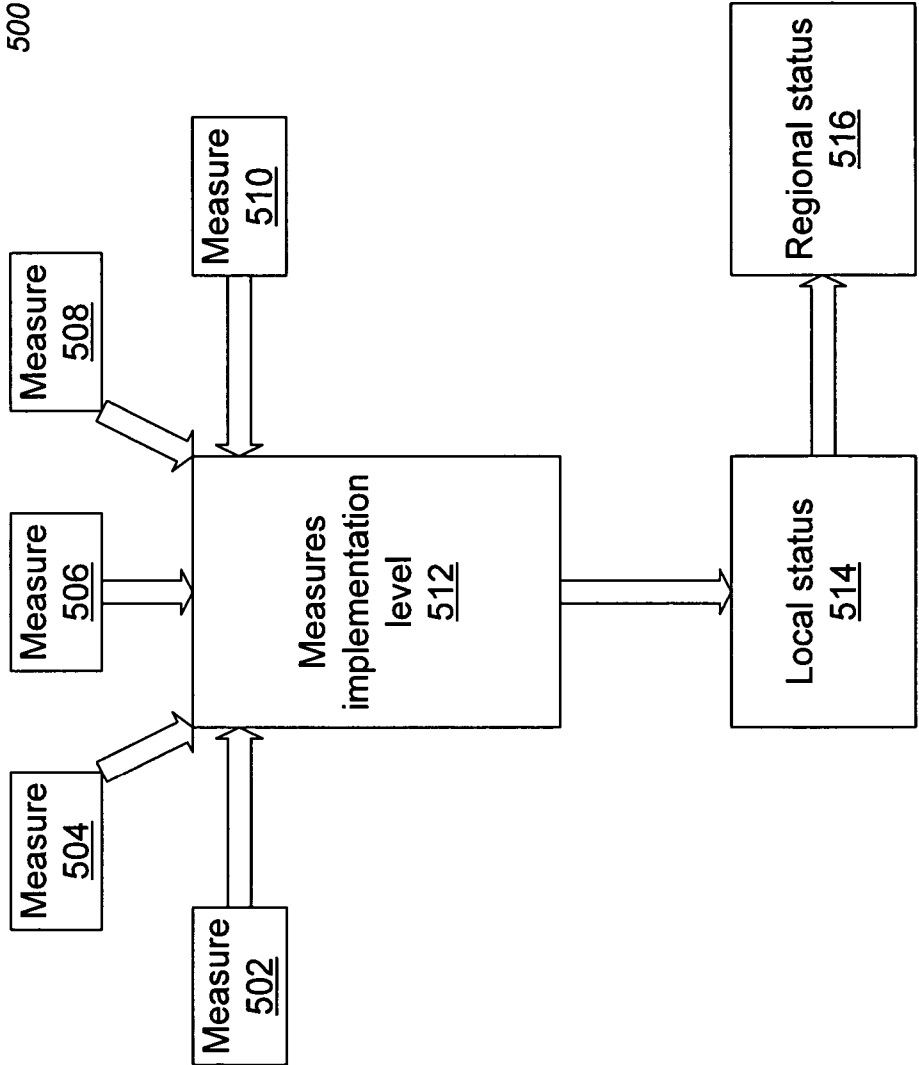 500
Measure
508
Measure
506
Measure
504
Measure
510
Measure
502
Measures
implementation
level
512
Local status
514
Regional status
516